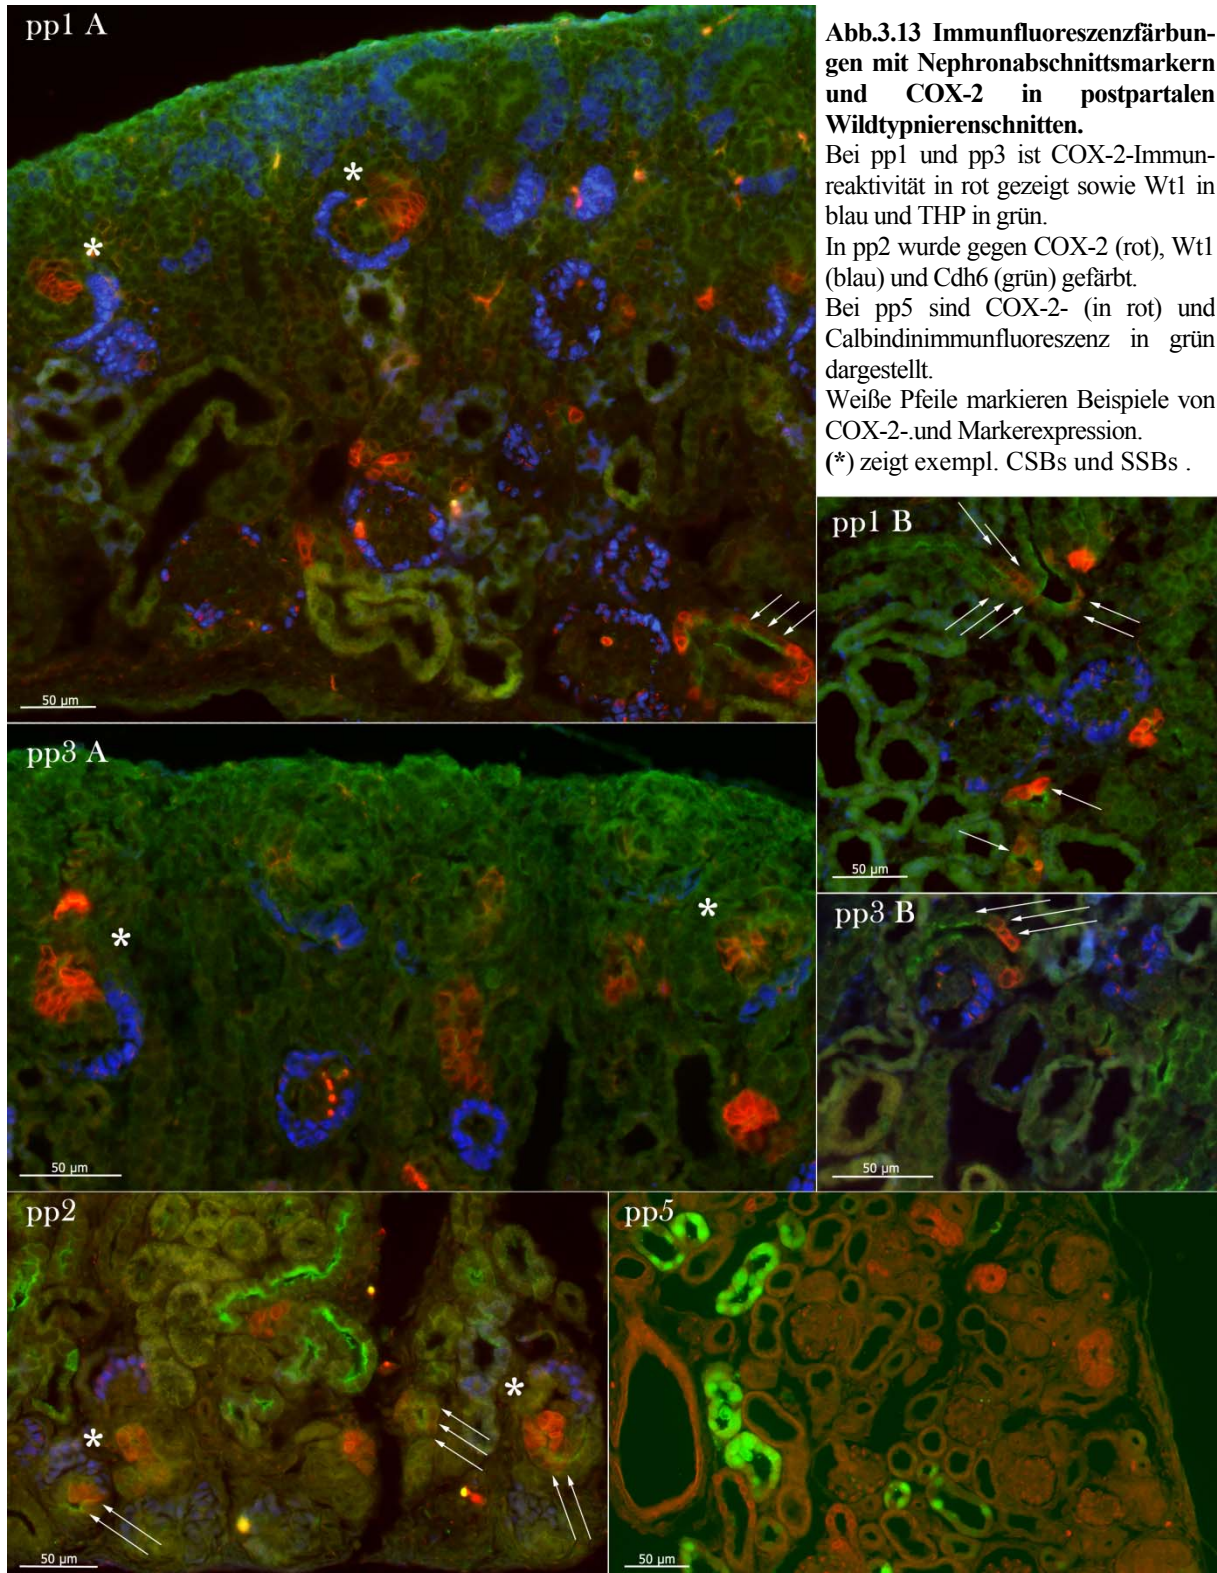 pp1 A
Abb.3.13 Immunfluoreszenzfärbun-
gen mit Nephronabschnittsmarkern
und COX-2 in postpartalen
Wildtypnierenschnitten.
Bei pp1 und pp3 ist COX-2-Immun-
reaktivität in rot gezeigt sowie Wt1 in
blau und THP in grün.
In pp2 wurde gegen COX-2 (rot), Wt1
(blau) und Cdh6 (grün) gefärbt.
Bei pp5 sind COX-2- (in rot) und
Calbindinimmunfluoreszenz in grün
dargestellt.
Weiße Pfeile markieren Beispiele von
COX-2-.und Markerexpression.
(*) zeigt exempl. CSBs und SSBs .
*
*
50 µm
pp1 B
50 µm
pp3 A
*
*
50 µm
pp3 B
50 µm
pp2
*
*
50 µm
pp5
50 µm